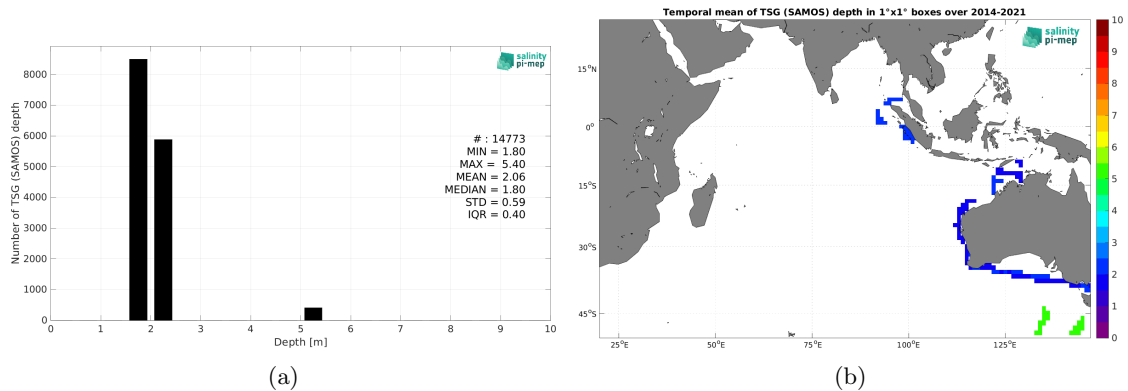 8000
7000
6000
5000
4000
3000
2000
1000
0
Number of TSG (SAMOS) depth
salinity
pi-mep
# : 14773
MIN = 1.80
MAX = 5.40
MEAN = 2.06
MEDIAN = 1.80
STD = 0.59
IQR = 0.40
0 1 2 3 4 5 6 7 8 9 10
Depth [m]
(a)
Temporal mean of TSG (SAMOS) depth in 1°x1° boxes over 2014-2021
salinity
pi-mep
15°N
0°
15°S
30°S
45°S
25°E 50°E 75°E 100°E 125°E
10
9
8
7
6
5
4
3
2
1
0
(b)